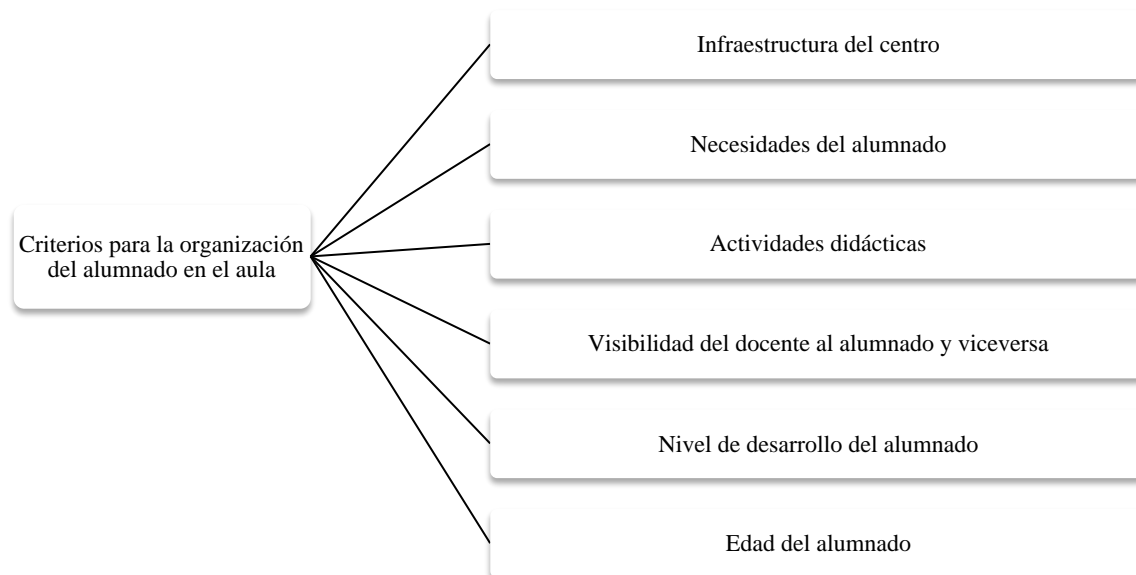 Criterios para la organización
del alumnado en el aula
Infraestructura del centro
Necesidades del alumnado
Actividades didácticas
Visibilidad del docente al alumnado y viceversa
Nivel de desarrollo del alumnado
Edad del alumnado